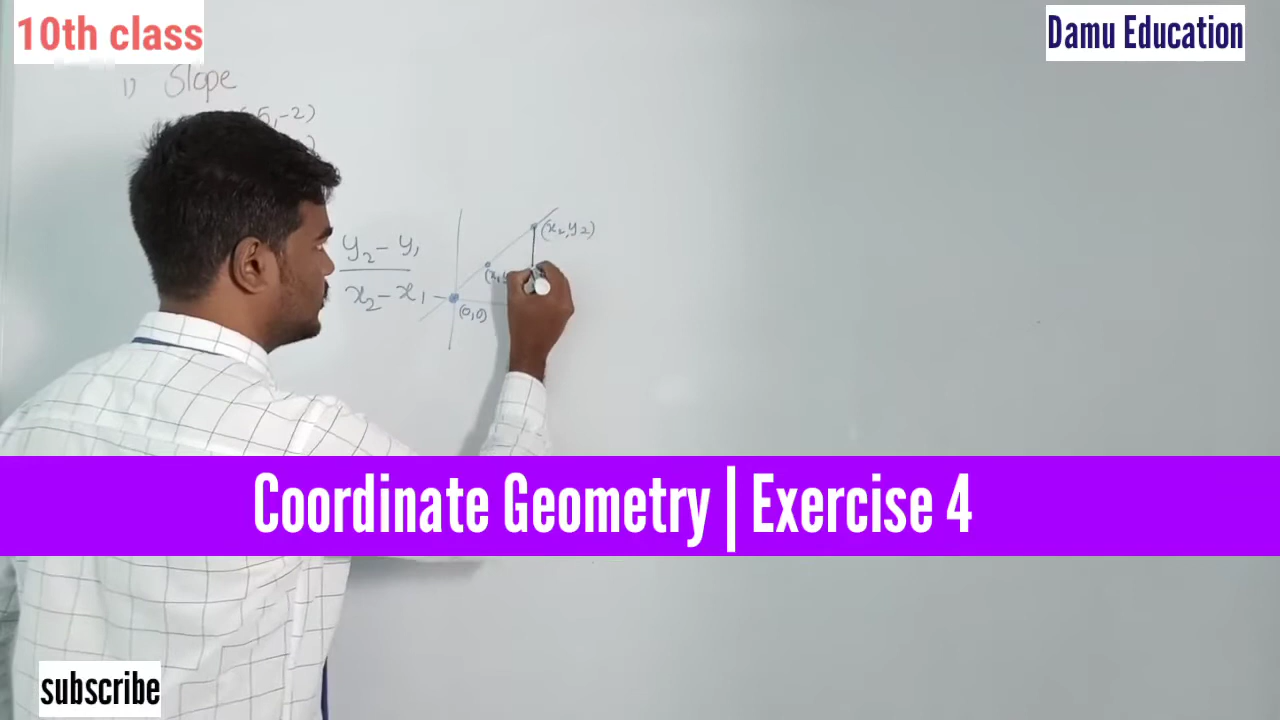 10th class
Damu Education
1) Slope
5, -2)
y₂ - y₁
x₂ - x₁
(x₂, y₂)
(0,0)
Coordinate Geometry | Exercise 4
subscribe